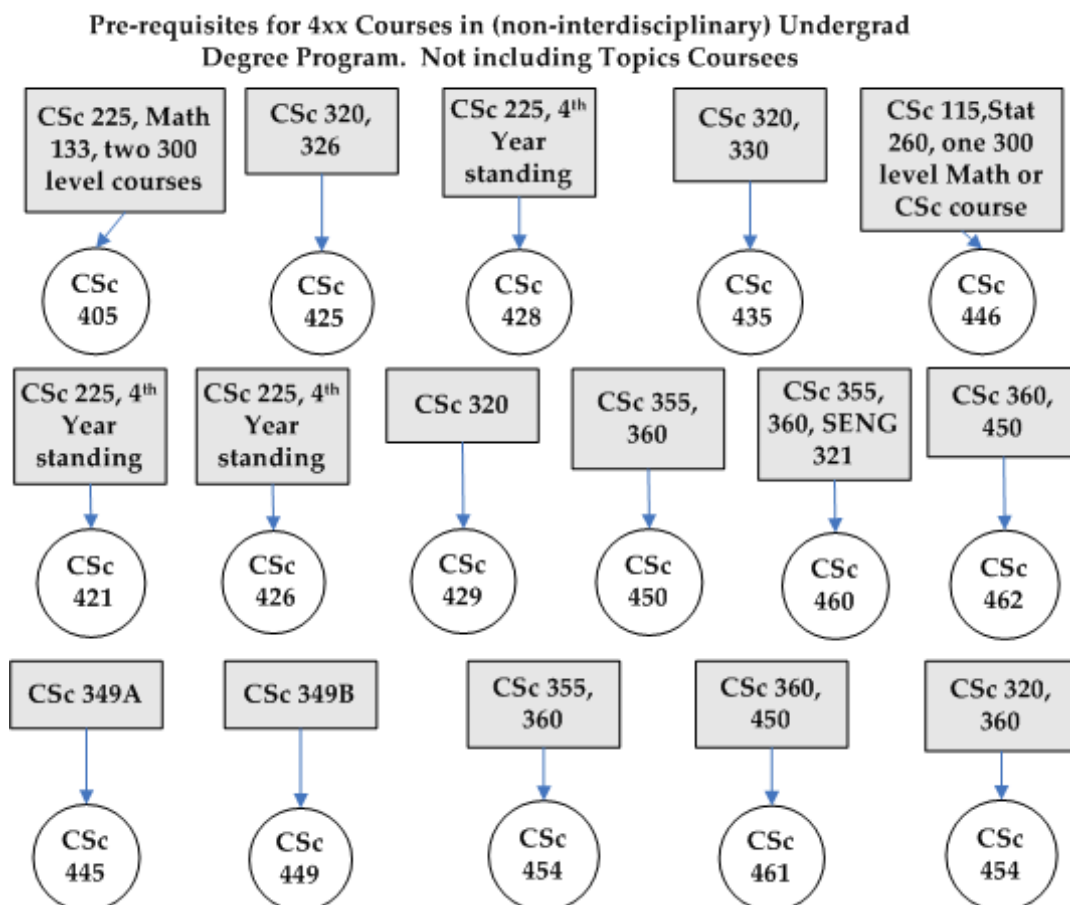 Pre-requisites for 4xx Courses in (non-interdisciplinary) Undergrad
Degree Program. Not including Topics Coursees
CSc 225, Math
133, two 300
level courses
CSc 320,
326
CSc 225, 4th
Year
standing
CSc 320,
330
CSc 115,Stat
260, one 300
level Math or
CSc course
CSc
405
CSc
425
CSc
428
CSc
435
CSc
446
CSc 225, 4th
Year
standing
CSc 225, 4th
Year
standing
CSc 320
CSc 355,
360
CSc 355,
360, SENG
321
CSc 360,
450
CSc
421
CSc
426
CSc
429
CSc
450
CSc
460
CSc
462
CSc 349A
CSc 349B
CSc 355,
360
CSc 360,
450
CSc 320,
360
CSc
445
CSc
449
CSc
454
CSc
461
CSc
454